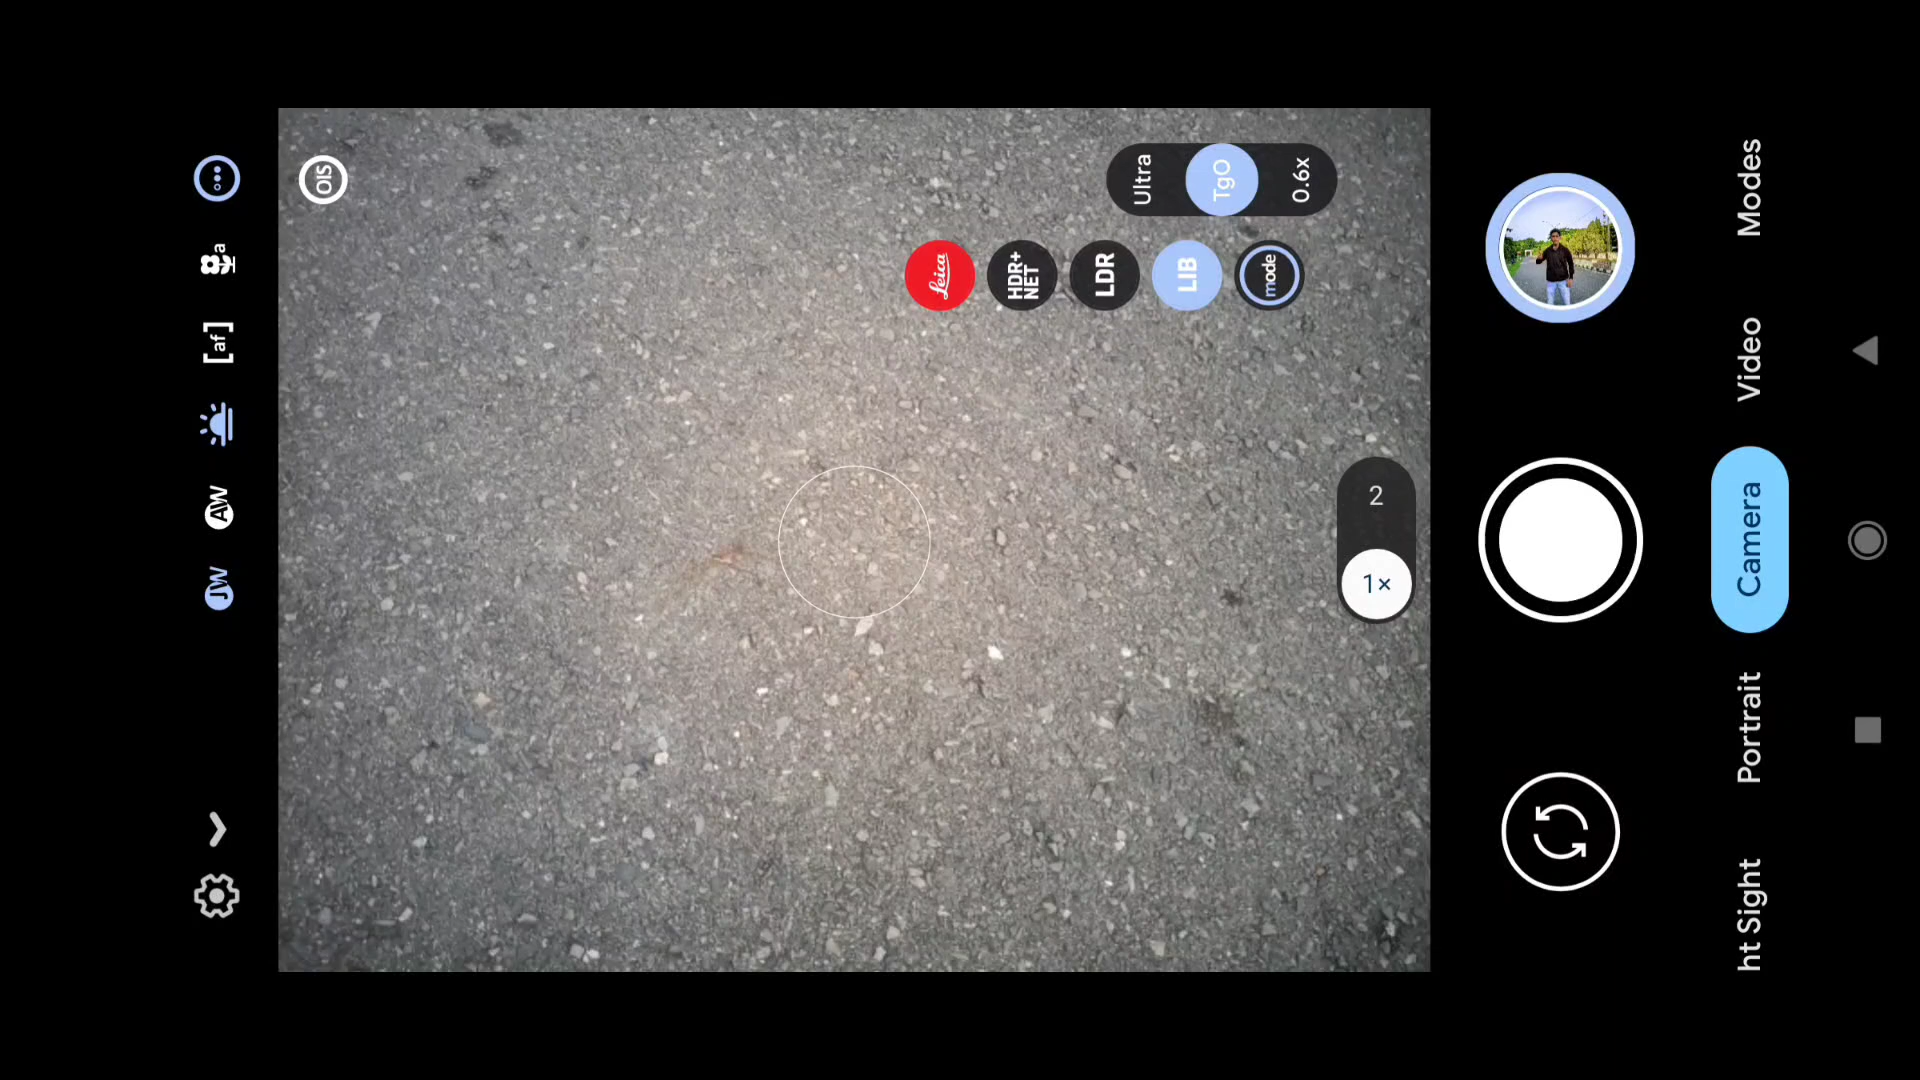 AW
JW
[af]
a
OIS
Leica
HDR+
NET
LDR
LIB
mode
Ultra
TgO
0.6x
1×
2
ht Sight
Portrait
Camera
Video
Modes